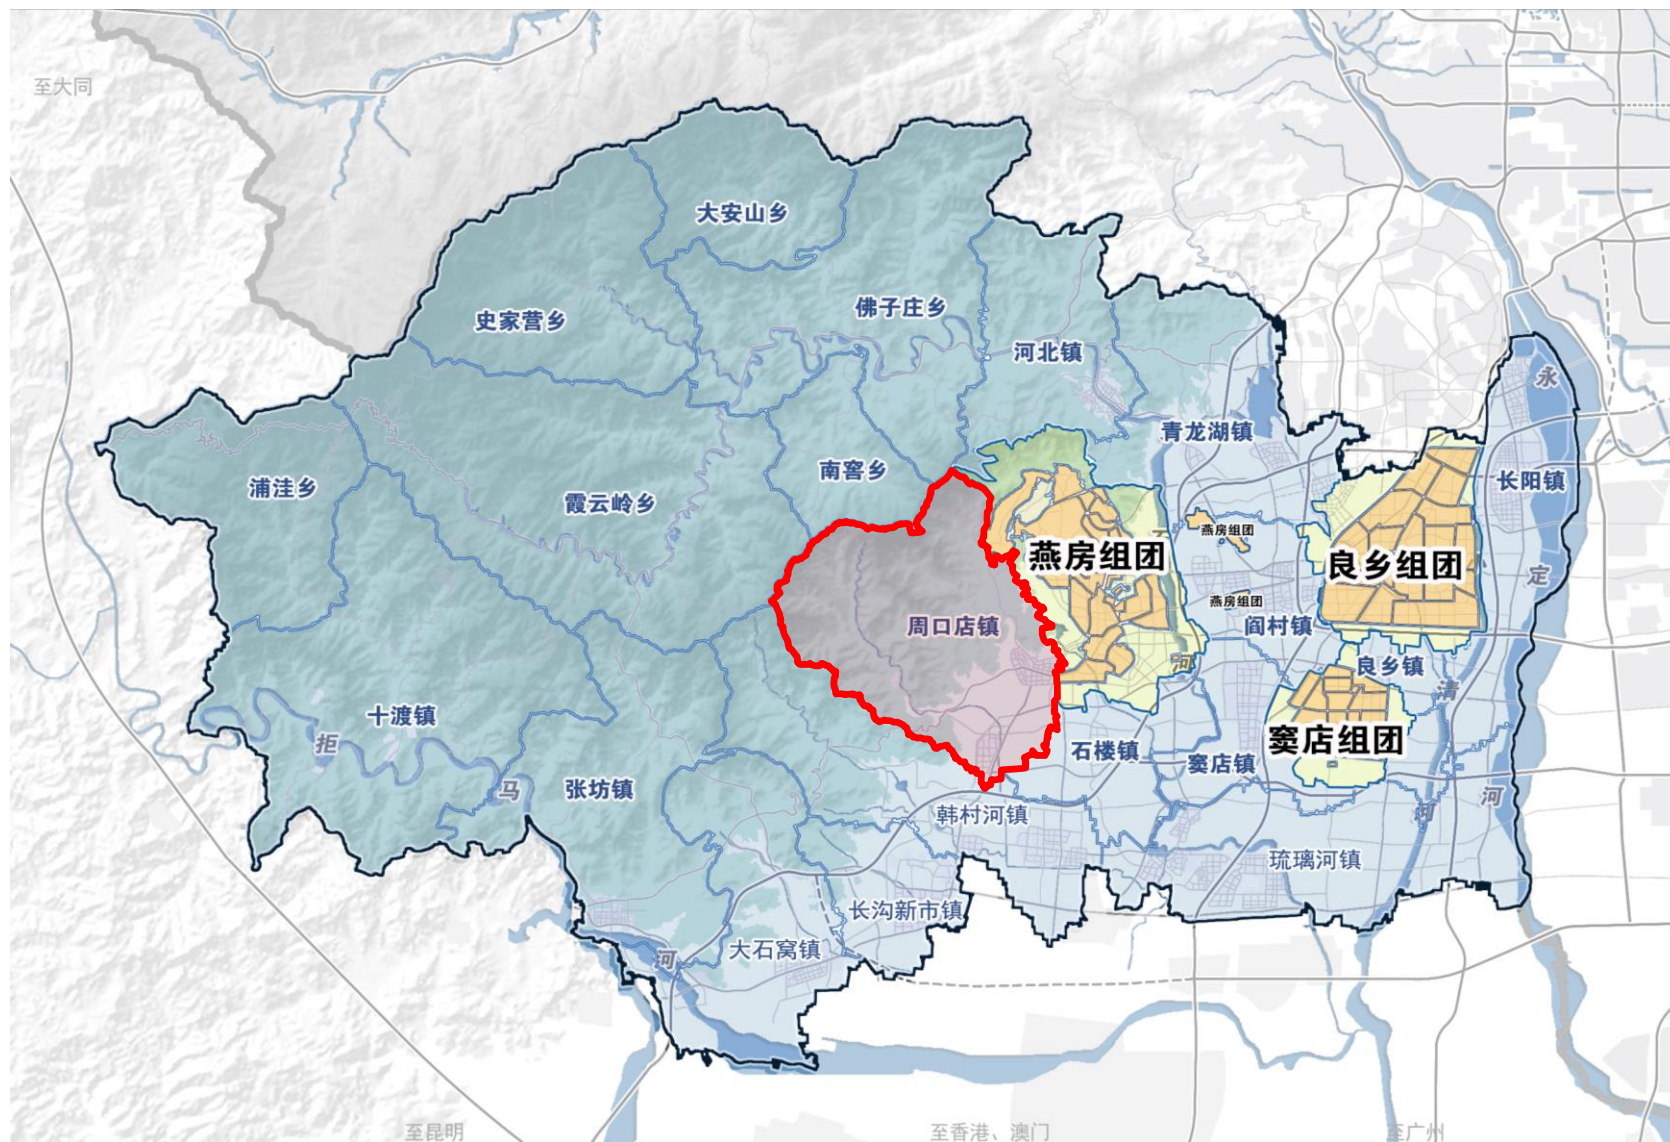 至大同
大安山乡
史家营乡
佛子庄乡
河北镇
永
青龙湖镇
南窖乡
长阳镇
浦洼乡
霞云岭乡
燕房组团
燕房组团
良乡组团
定
燕房组团
周口店镇
阎村镇
河
良乡镇
清
十渡镇
拒
石楼镇
窦店组团
窦店镇
张坊镇
马
河
河
韩村河镇
琉璃河镇
长沟新市镇
大石窝镇
河
至昆明
至香港、澳门
至广州